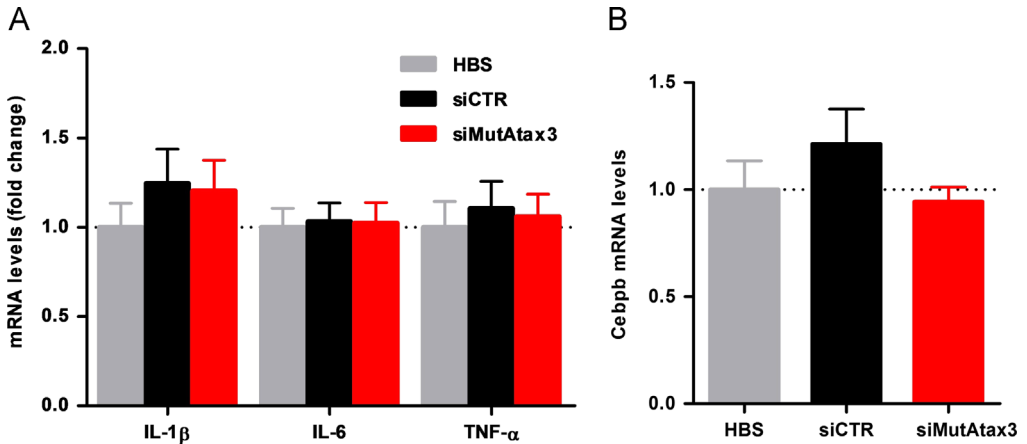 A
mRNA levels (fold change)
2.0
1.5
1.0
0.5
0.0
HBS
siCTR
siMutAtax3
IL-1β
IL-6
TNF-α
B
Cebpb mRNA levels
1.5
1.0
0.5
0.0
HBS
siCTR
siMutAtax3